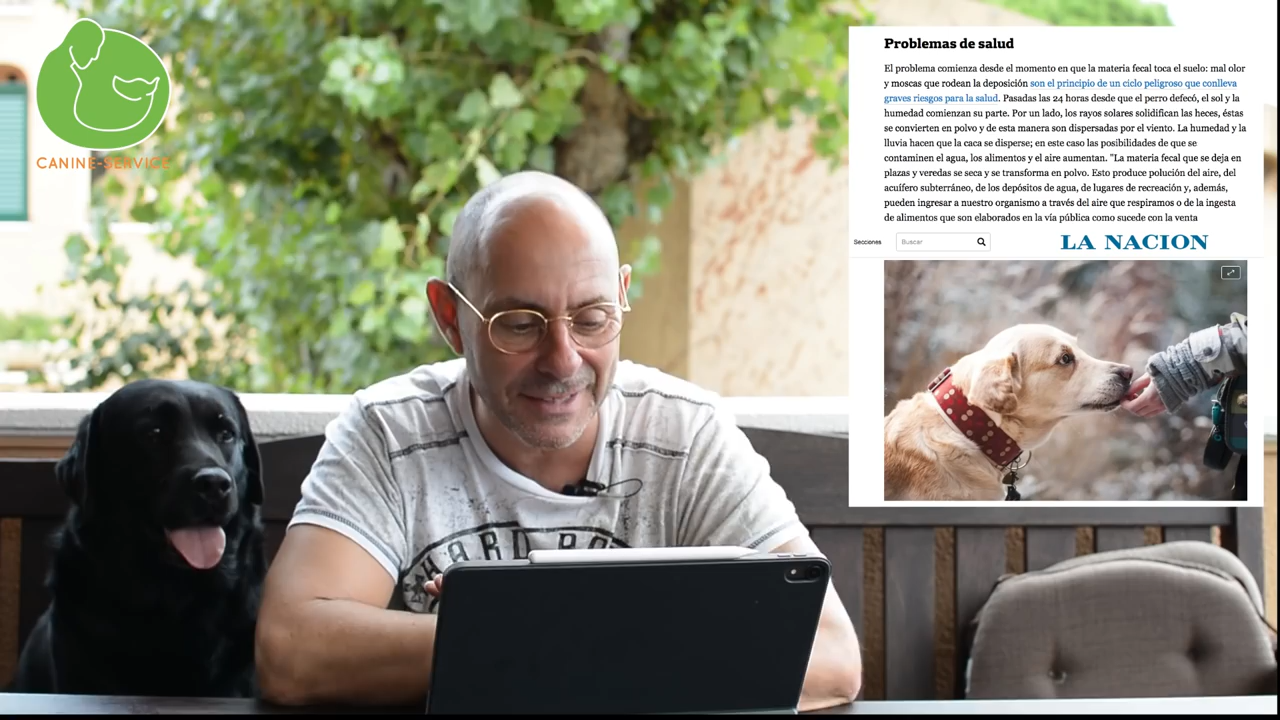 CANINE-SERVICE
Problemas de salud
El problema comienza desde el momento en que la materia fecal toca el suelo: mal olor
y moscas que rodean la deposición son el principio de un ciclo peligroso que conlleva
graves riesgos para la salud. Pasadas las 24 horas desde que el perro defecó, el sol y la
humedad comienzan su parte. Por un lado, los rayos solares solidifican las heces, éstas
se convierten en polvo y de esta manera son dispersadas por el viento. La humedad y la
lluvia hacen que la caca se disperse; en este caso las posibilidades de que se
contaminen el agua, los alimentos y el aire aumentan. "La materia fecal que se deja en
plazas y veredas se seca y se transforma en polvo. Esto produce polución del aire, del
acuífero subterráneo, de los depósitos de agua, de lugares de recreación y, además,
pueden ingresar a nuestro organismo a través del aire que respiramos o de la ingesta
de alimentos que son elaborados en la vía pública como sucede con la venta
Secciones
Buscar
LA NACION
HARD